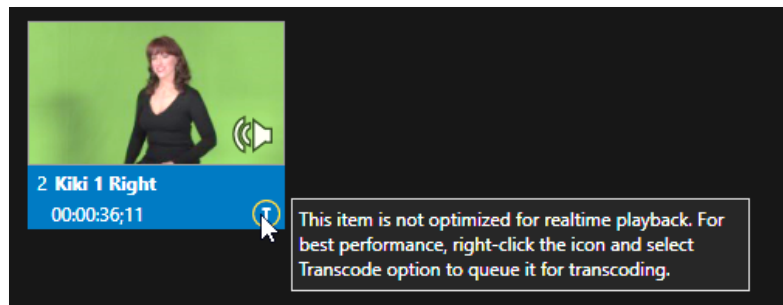 2 Kiki 1 Right
00:00:36;11
T
This item is not optimized for realtime playback. For
best performance, right-click the icon and select
Transcode option to queue it for transcoding.